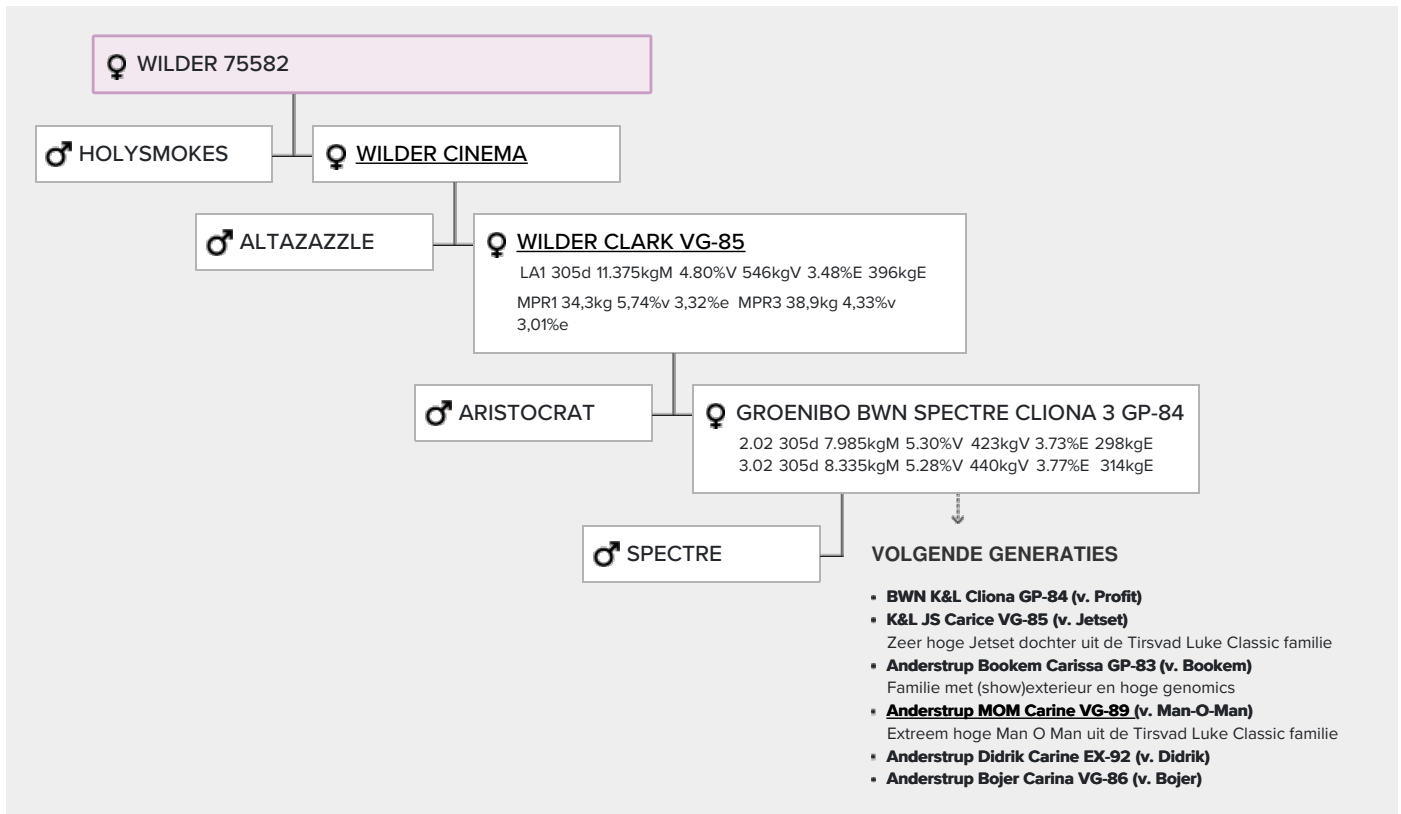 WILDER 75582
HOLYSMOKES
WILDER CINEMA
ALTAZAZZLE
WILDER CLARK VG-85
LA1 305d 11.375kgM 4.80%V 546kgV 3.48%E 396kgE
MPR1 34,3kg 5,74%v 3,32%e MPR3 38,9kg 4,33%v
3,01%e
ARISTOCRAT
GROENIBO BWN SPECTRE CLIONA 3 GP-84
2.02 305d 7.985kgM 5.30%V 423kgV 3.73%E 298kgE
3.02 305d 8.335kgM 5.28%V 440kgV 3.77%E 314kgE
SPECTRE
VOLGENDE GENERATIES
BWN K&L Cliona GP-84 (v. Profit)
K&L JS Carice VG-85 (v. Jetset)
Zeer hoge Jetset dochter uit de Tirsvad Luke Classic familie
Anderstrup Bookem Carissa GP-83 (v. Bookem)
Familie met (show)exterieur en hoge genomics
Anderstrup MOM Carine VG-89 (v. Man-O-Man)
Extreem hoge Man O Man uit de Tirsvad Luke Classic familie
Anderstrup Didrik Carine EX-92 (v. Didrik)
Anderstrup Bojer Carina VG-86 (v. Bojer)